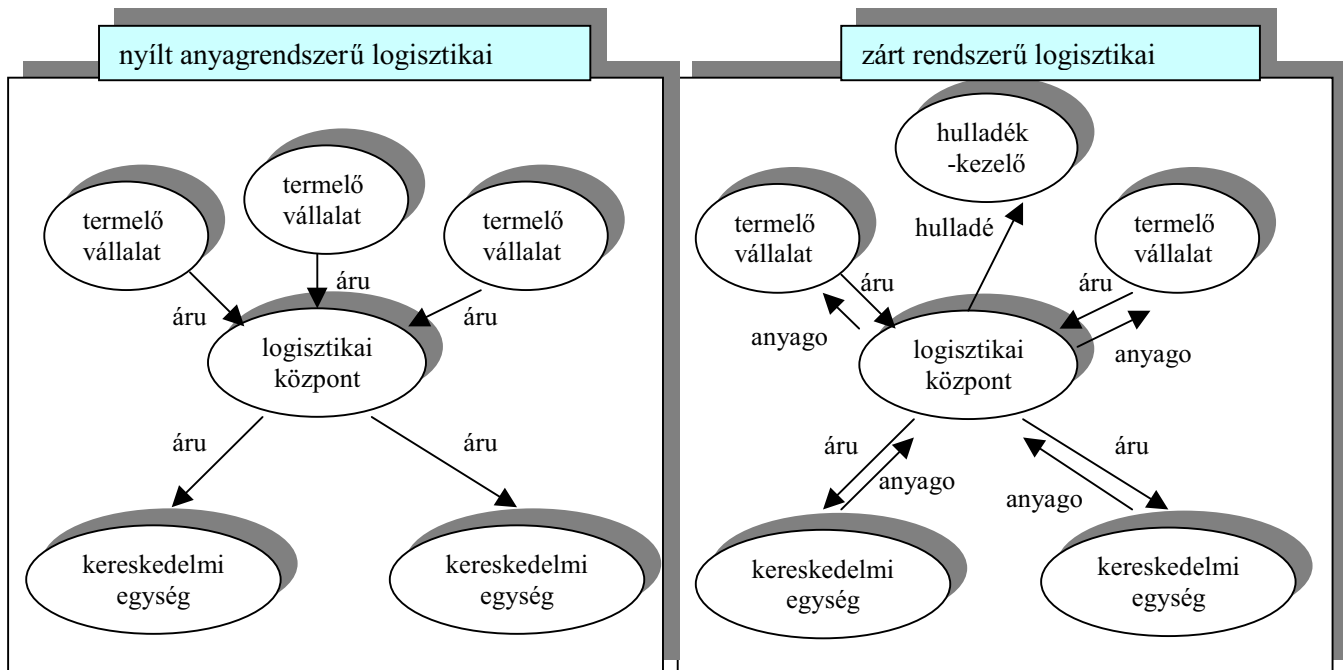 nyílt anyagrendszerű logisztikai
termelő
vállalat
termelő
vállalat
termelő
vállalat
áru
áru
áru
logisztikai
központ
áru
áru
kereskedelmi
egység
kereskedelmi
egység
zárt rendszerű logisztikai
hulladék
-kezelő
termelő
vállalat
hulladé
termelő
vállalat
áru
áru
anyago
anyago
logisztikai
központ
áru
áru
anyago
anyago
kereskedelmi
egység
kereskedelmi
egység